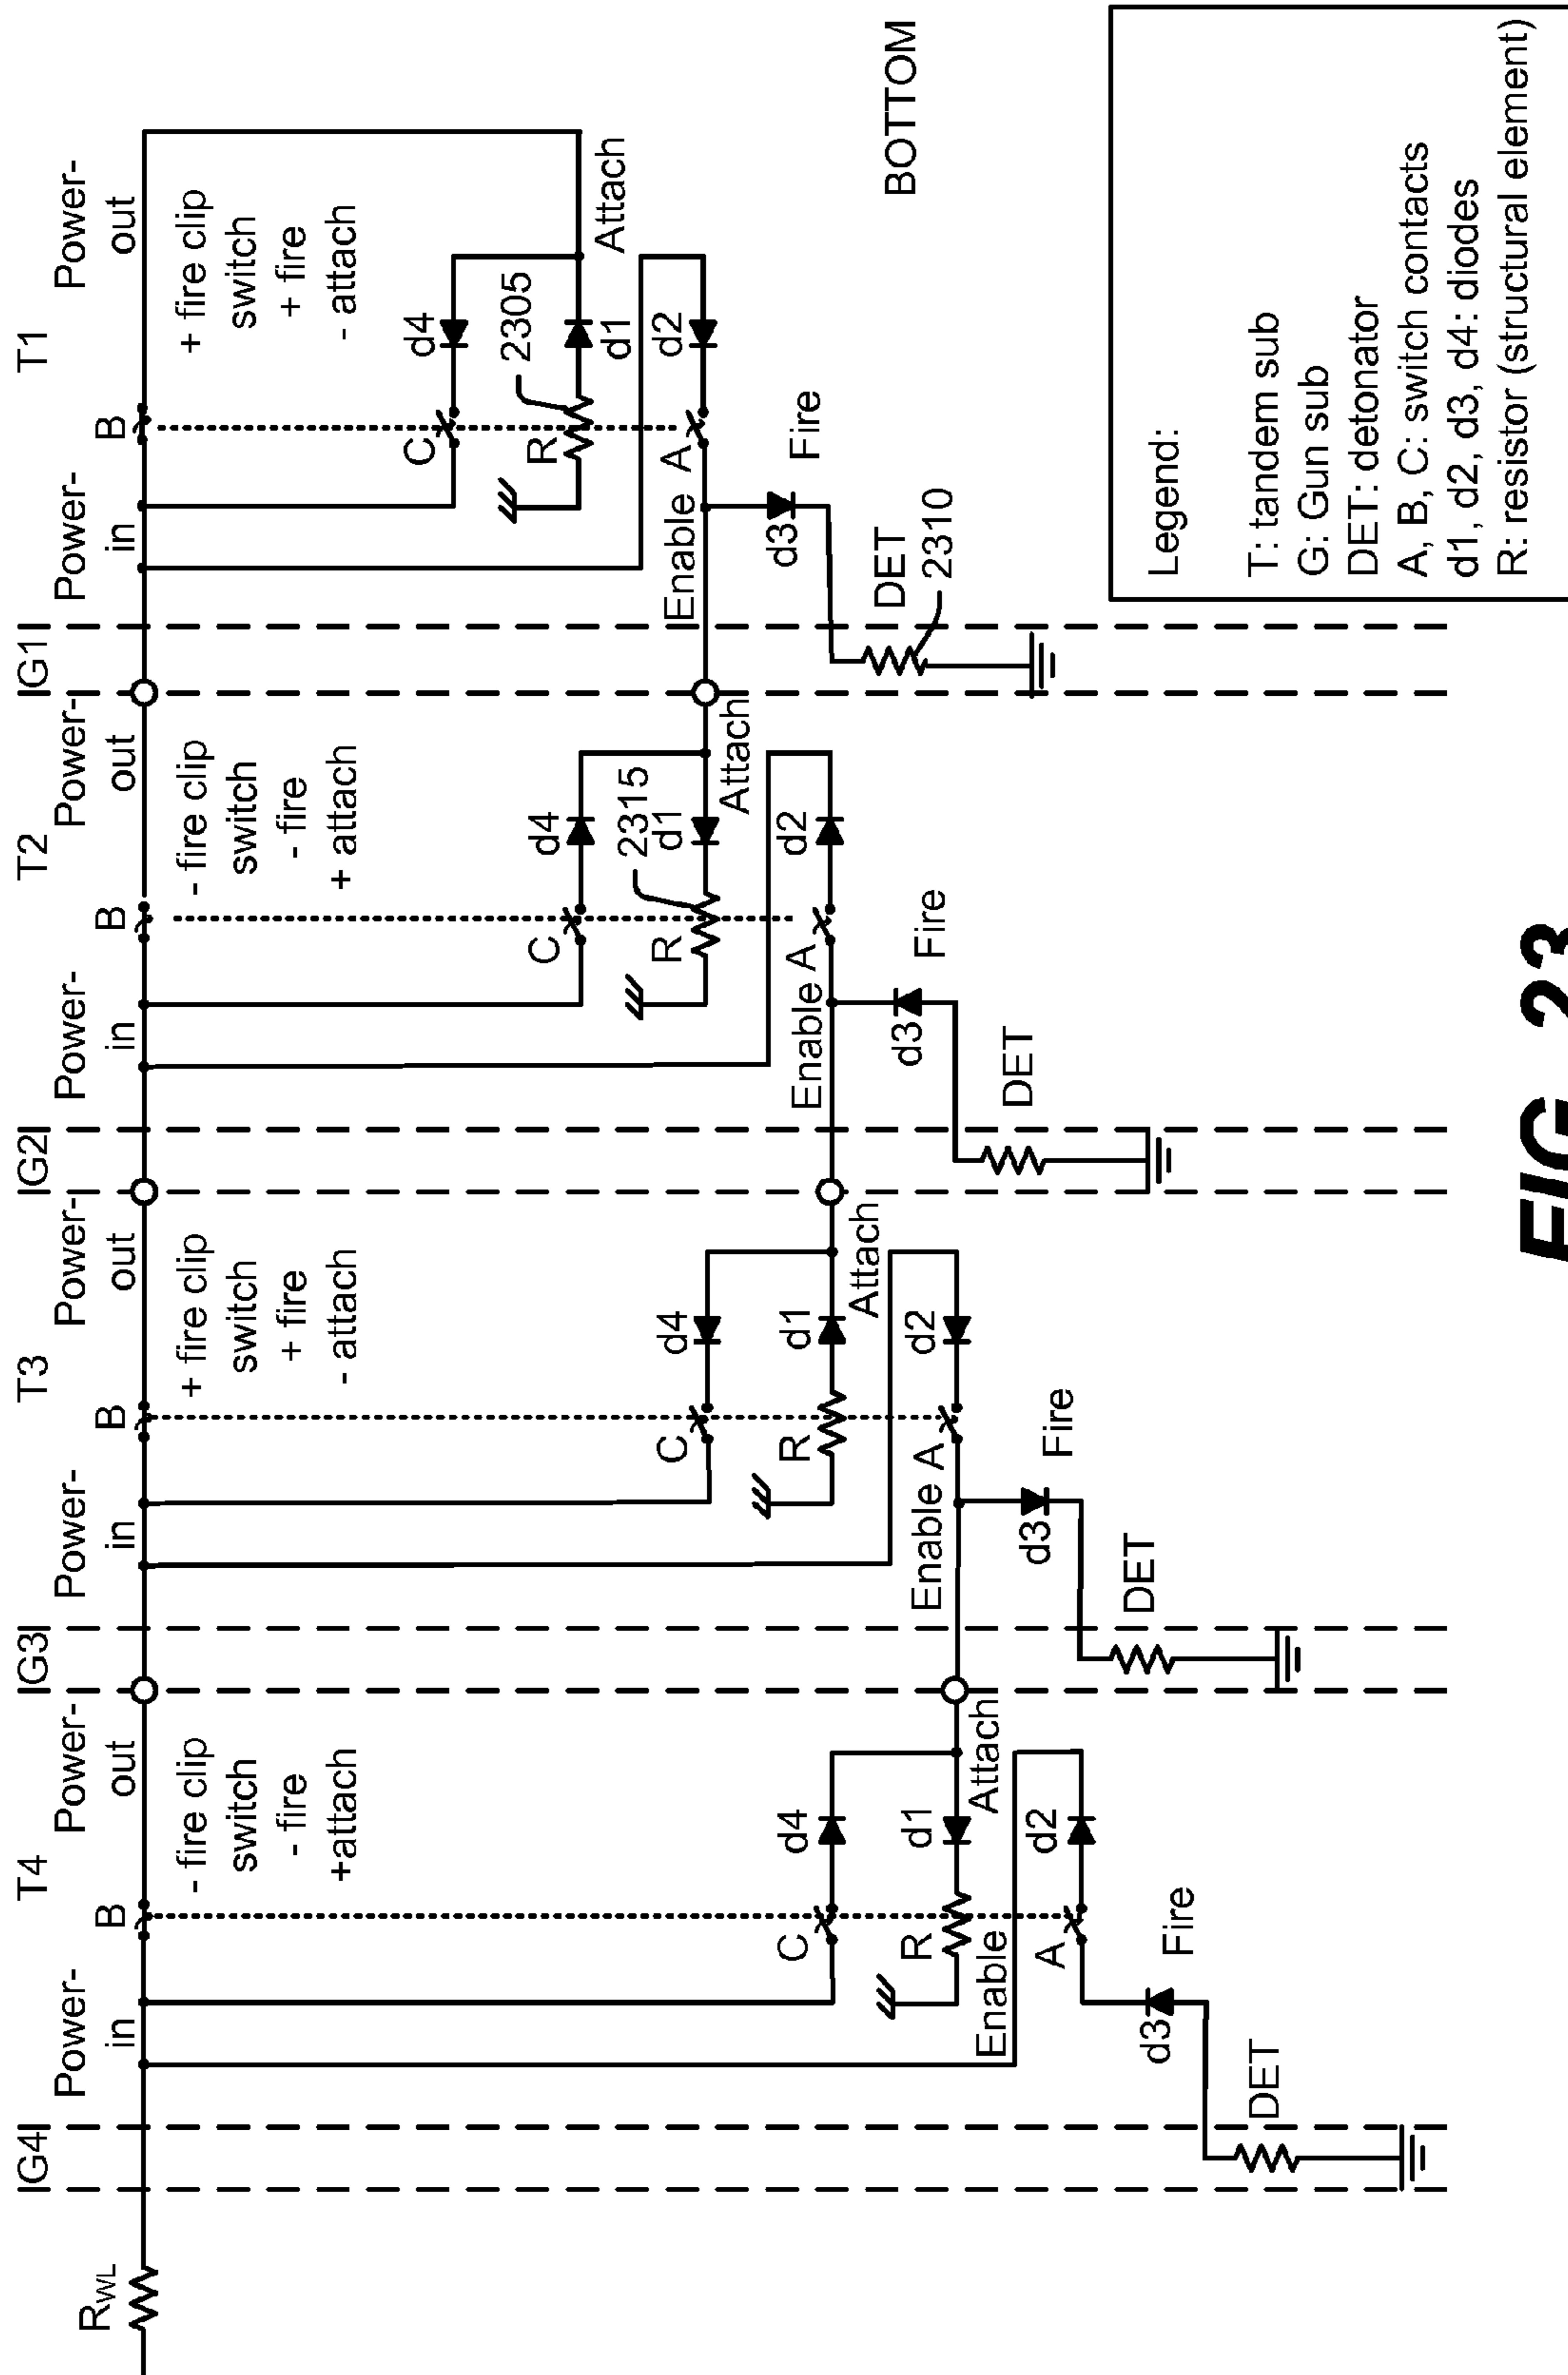 RWL
IG4I
T4
Power-
in
B
Power-
out
- fire clip
switch
- fire
+attach
C
d4
R
d1
Attach
Enable
A
d2
d3
Fire
DET
IG3I
T3
Power-
in
B
Power-
out
+ fire clip
switch
+ fire
- attach
C
d4
R
d1
Attach
Enable A
d2
d3
Fire
DET
IG2I
T2
Power-
in
B
Power-
out
- fire clip
switch
- fire
+ attach
C
d4
2315
R
d1
Attach
Enable A
d2
d3
Fire
DET
IG1I
T1
Power-
in
B
Power-
out
+ fire clip
switch
+ fire
- attach
C
d4
2305
R
d1
Attach
Enable A
d2
d3
Fire
DET
2310
BOTTOM
Legend:
T: tandem sub
G: Gun sub
DET: detonator
A, B, C: switch contacts
d1, d2, d3, d4: diodes
R: resistor (structural element)
FIG. 23